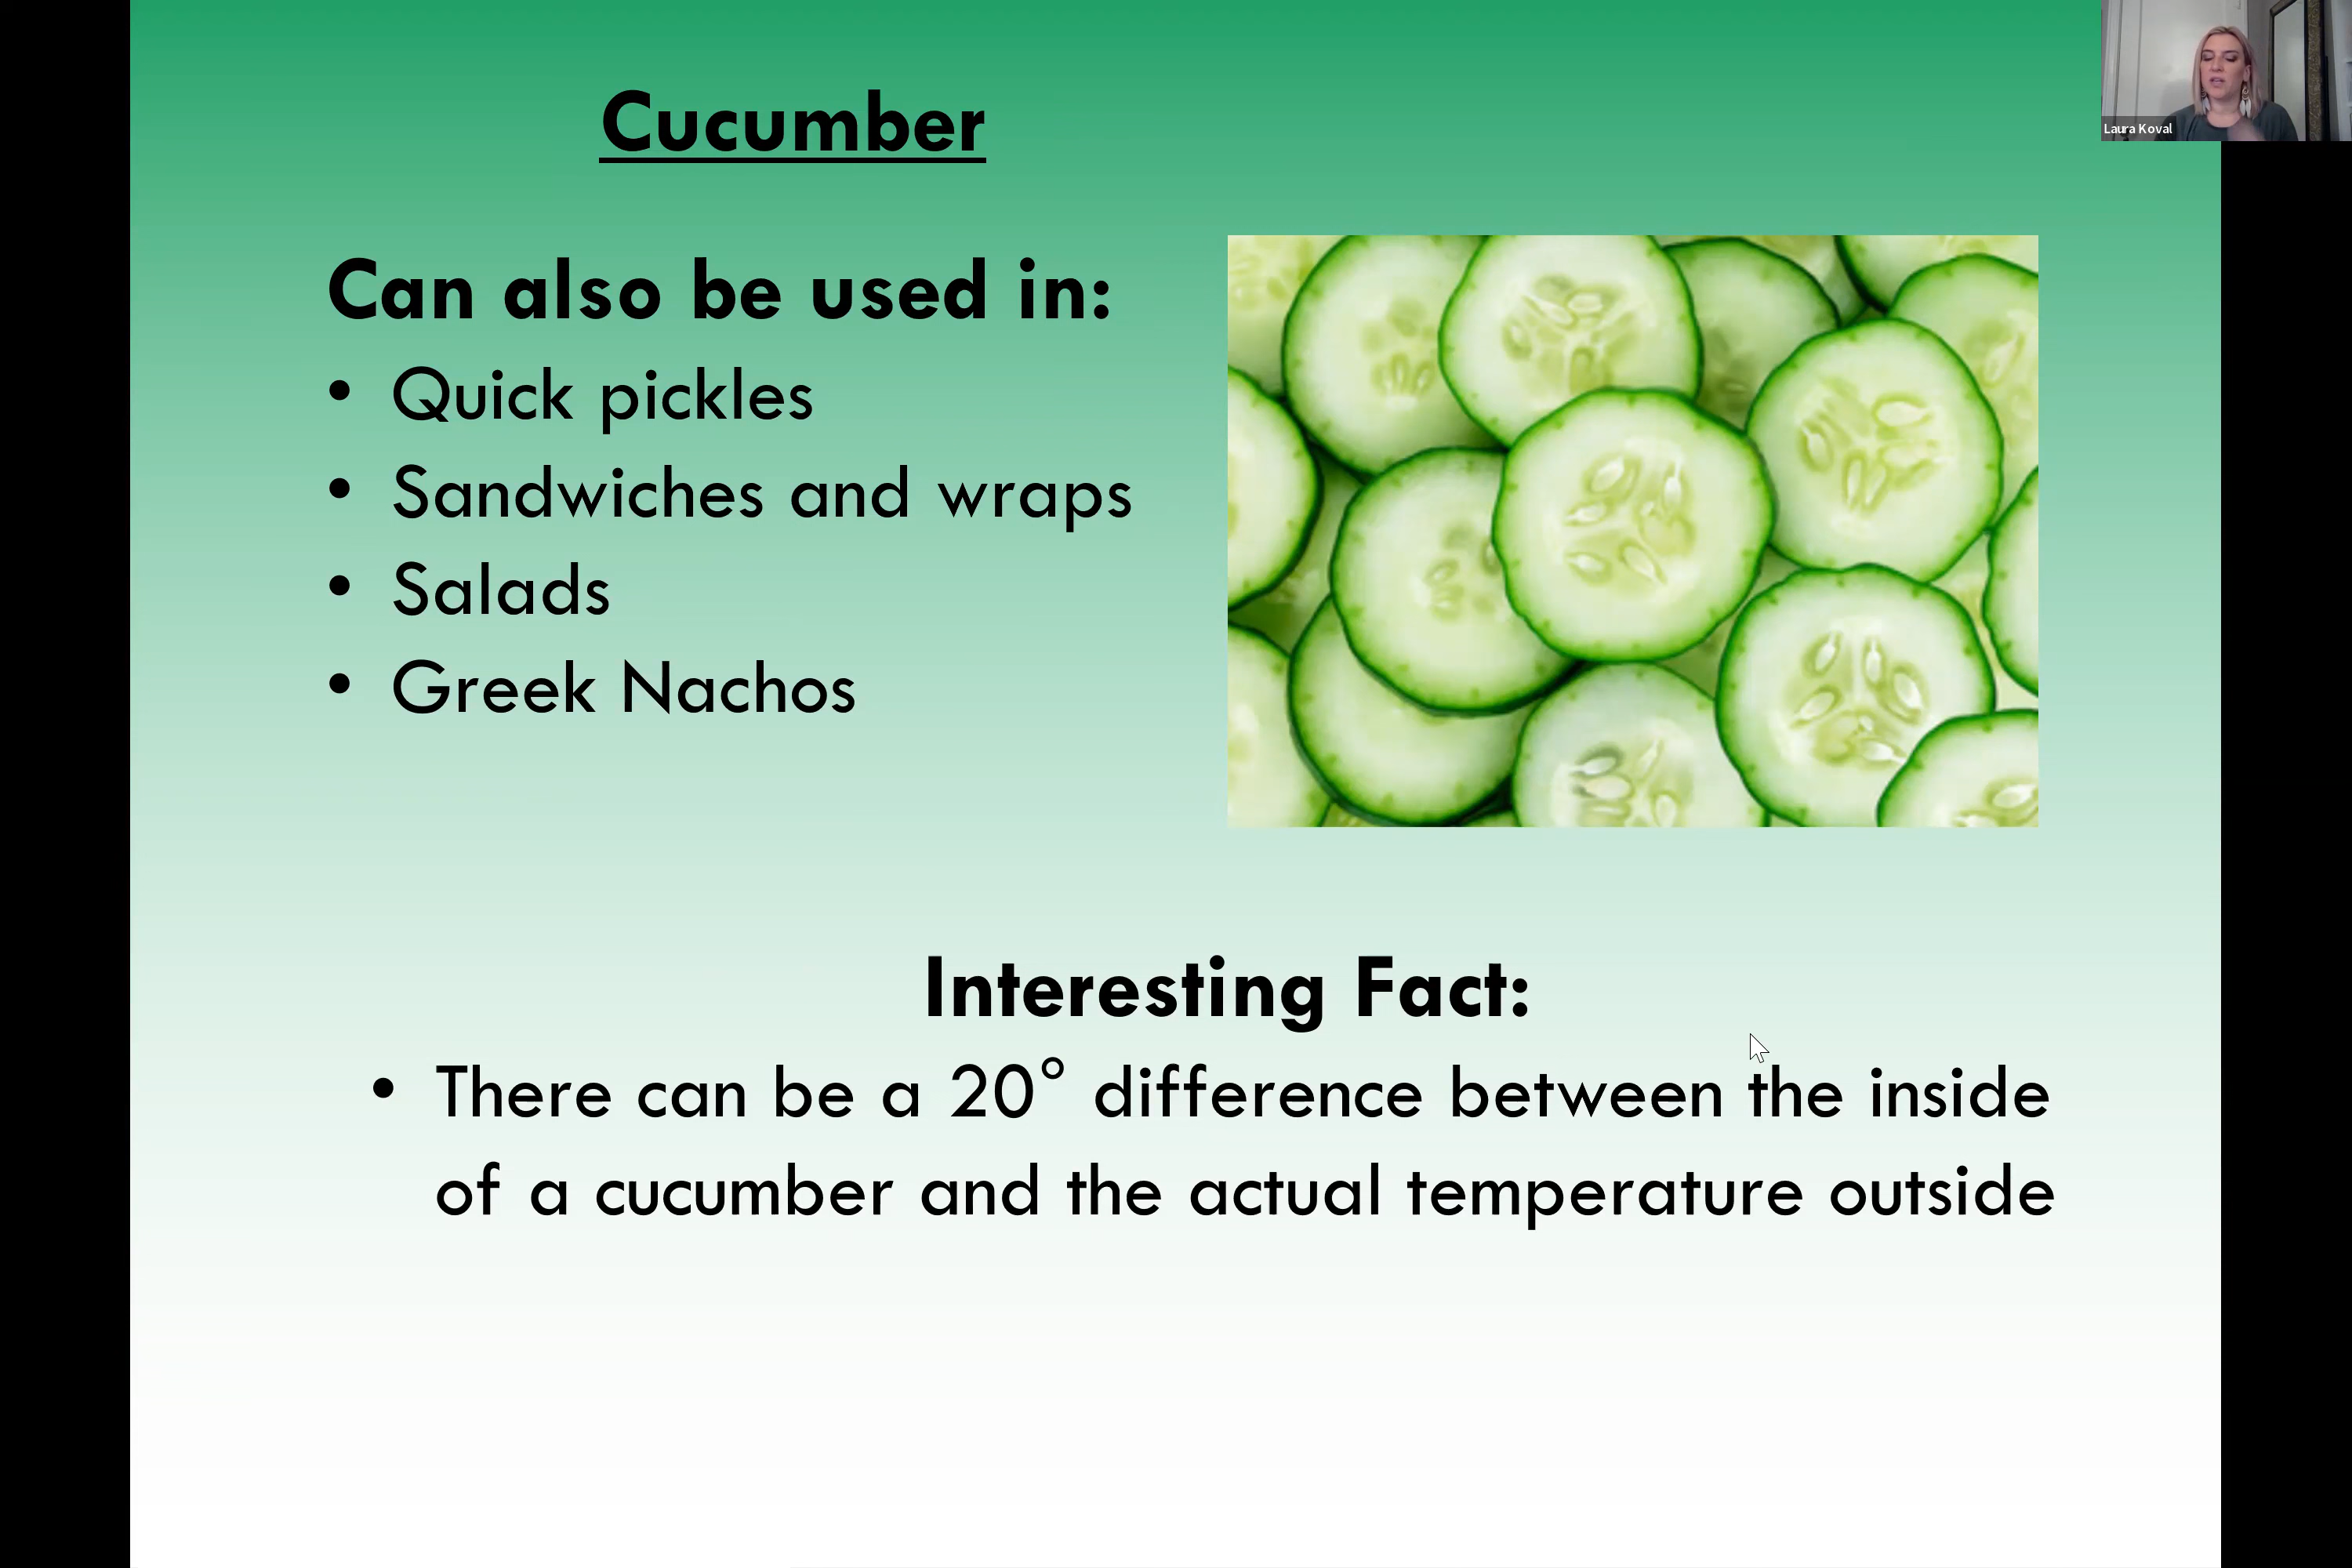 Cucumber
Laura Koval
Can also be used in:
• Quick pickles
• Sandwiches and wraps
• Salads
• Greek Nachos
Interesting Fact:
• There can be a 20° difference between the inside
of a cucumber and the actual temperature outside